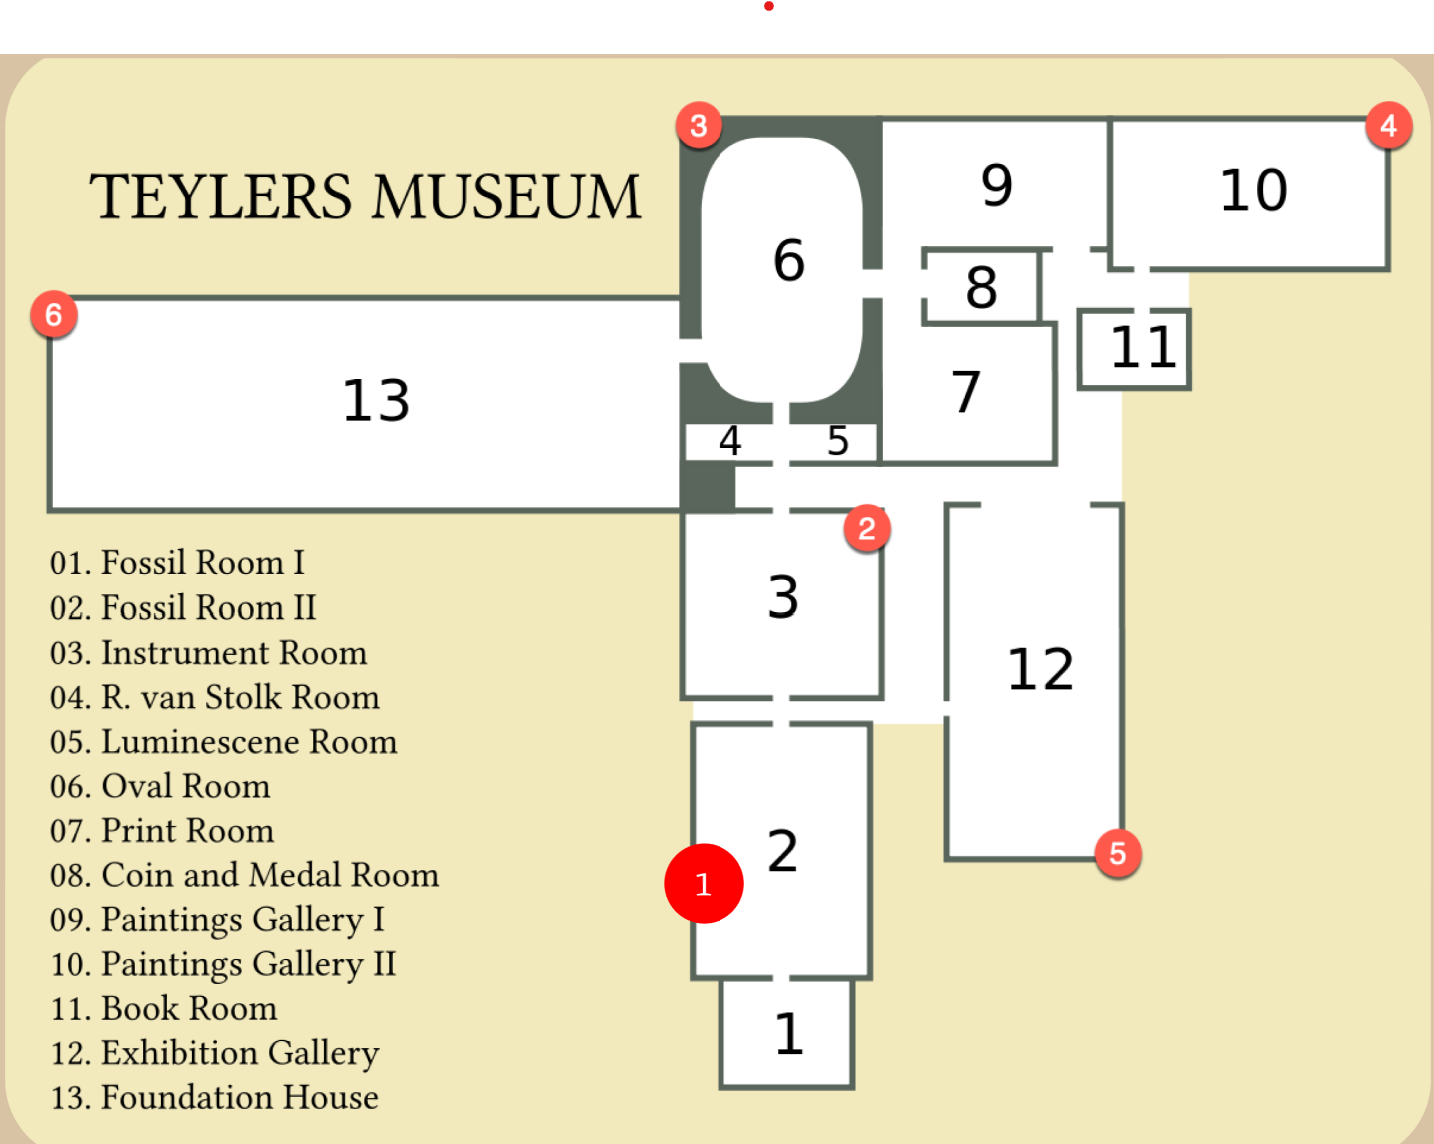 3
4
9
TEYLERS MUSEUM
10
6
8
6
11
7
13
4
5
2
01. Fossil Room I
02. Fossil Room II
3
03. Instrument Room
12
04. R. van Stolk Room
05. Luminescene Room
06. Oval Room
07. Print Room
2
5
08. Coin and Medal Room
1
09. Paintings Gallery I
10. Paintings Gallery II
11. Book Room
1
12. Exhibition Gallery
13. Foundation House